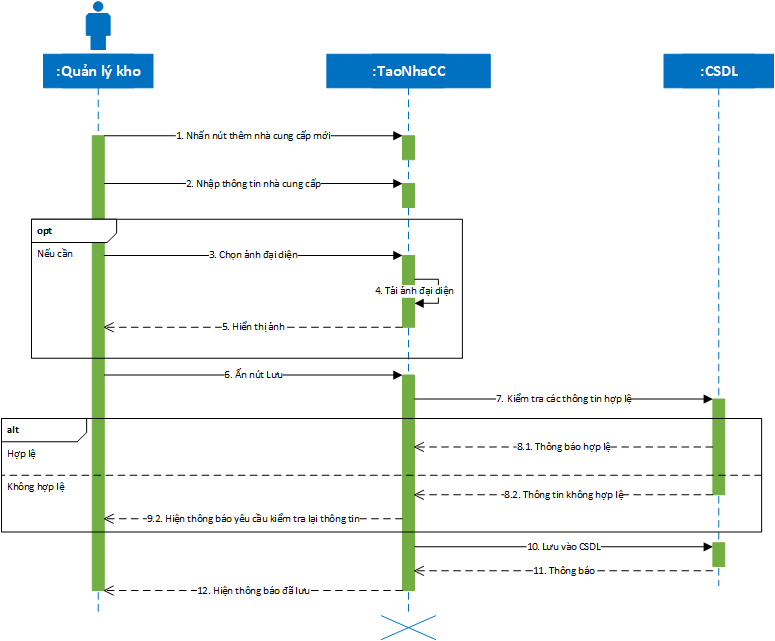 :Quản lý kho
:TaoNhaCC
:CSDL
1. Nhấn nút thêm nhà cung cấp mới
2. Nhập thông tin nhà cung cấp
opt
Nếu cần
3. Chọn ảnh đại diện
4. Tải ảnh đại diện
5. Hiển thị ảnh
6. Ấn nút Lưu
7. Kiểm tra các thông tin hợp lệ
alt
Hợp lệ
8.1. Thông báo hợp lệ
Không hợp lệ
8.2. Thông tin không hợp lệ
9.2. Hiện thông báo yêu cầu kiểm tra lại thông tin
10. Lưu vào CSDL
11. Thông báo
12. Hiện thông báo đã lưu